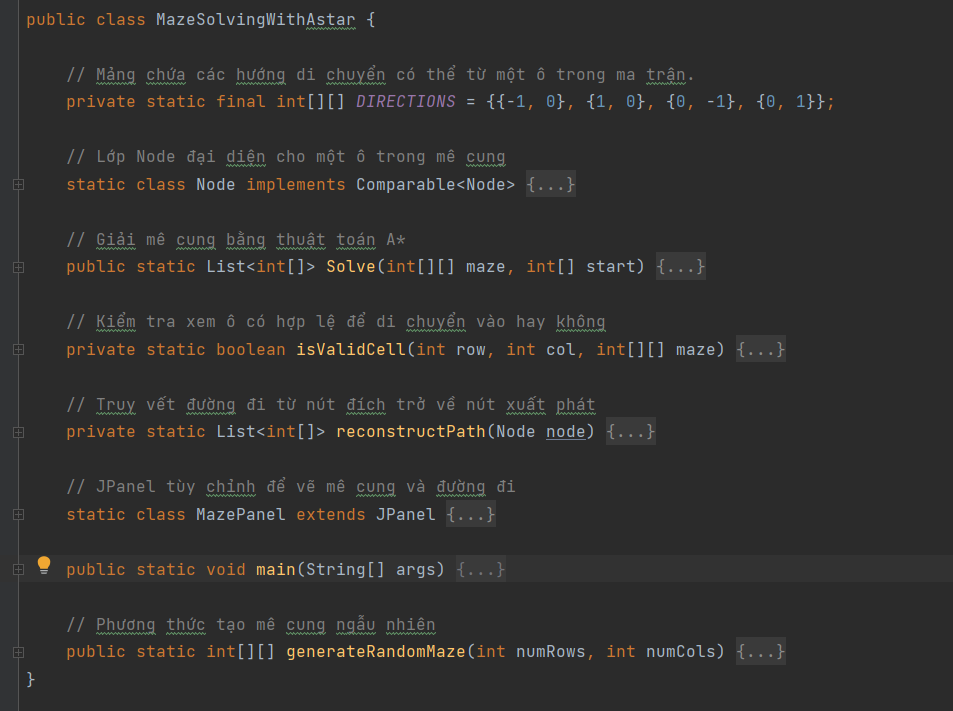 public class MazeSolvingWithAstar {
// Mảng chứa các hướng di chuyển có thể từ một ô trong ma trận.
private static final int[][] DIRECTIONS = {{-1, 0}, {1, 0}, {0, -1}, {0, 1}};
// Lớp Node đại diện cho một ô trong mê cung
static class Node implements Comparable<Node> {...}
// Giải mê cung bằng thuật toán A*
public static List<int[]> Solve(int[][] maze, int[] start) {...}
// Kiểm tra xem ô có hợp lệ để di chuyển vào hay không
private static boolean isValidCell(int row, int col, int[][] maze) {...}
// Truy vết đường đi từ nút đích trở về nút xuất phát
private static List<int[]> reconstructPath(Node node) {...}
// JPanel tùy chỉnh để vẽ mê cung và đường đi
static class MazePanel extends JPanel {...}
public static void main(String[] args) {...}
// Phương thức tạo mê cung ngẫu nhiên
public static int[][] generateRandomMaze(int numRows, int numCols) {...}
}